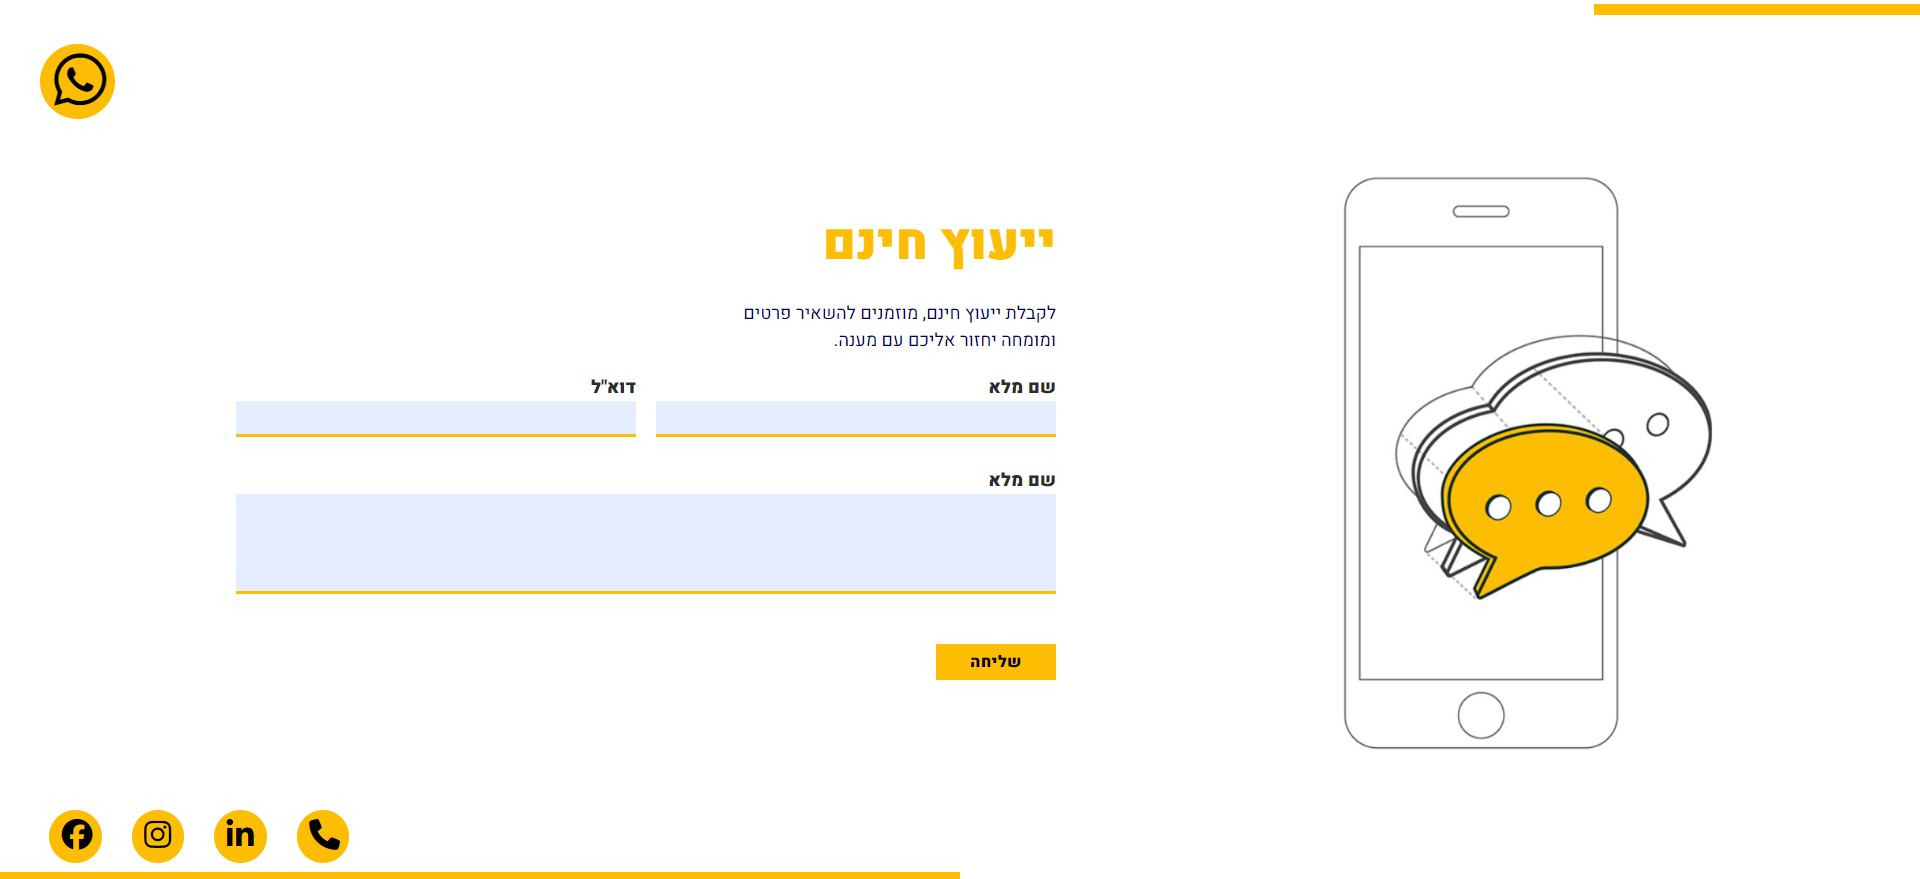 ייעוץ חינם
לקבלת ייעוץ חינם, מוזמנים להשאיר פרטים
ומומחה יחזור אליכם עם מענה.
שם מלא
דוא"ל
שם מלא
שליחה